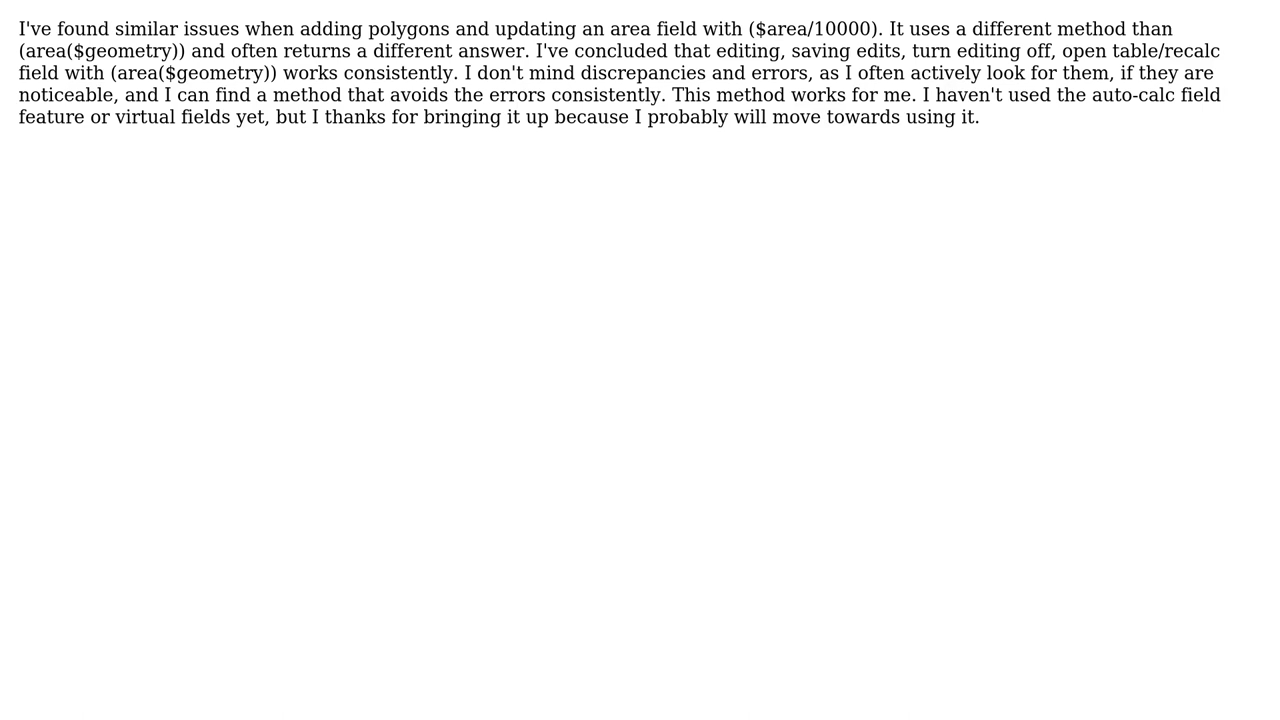 I've found similar issues when adding polygons and updating an area field with ($area/10000). It uses a different method than
(area($geometry)) and often returns a different answer. I've concluded that editing, saving edits, turn editing off, open table/recalc
field with (area($geometry)) works consistently. I don't mind discrepancies and errors, as I often actively look for them, if they are
noticeable, and I can find a method that avoids the errors consistently. This method works for me. I haven't used the auto-calc field
feature or virtual fields yet, but I thanks for bringing it up because I probably will move towards using it.